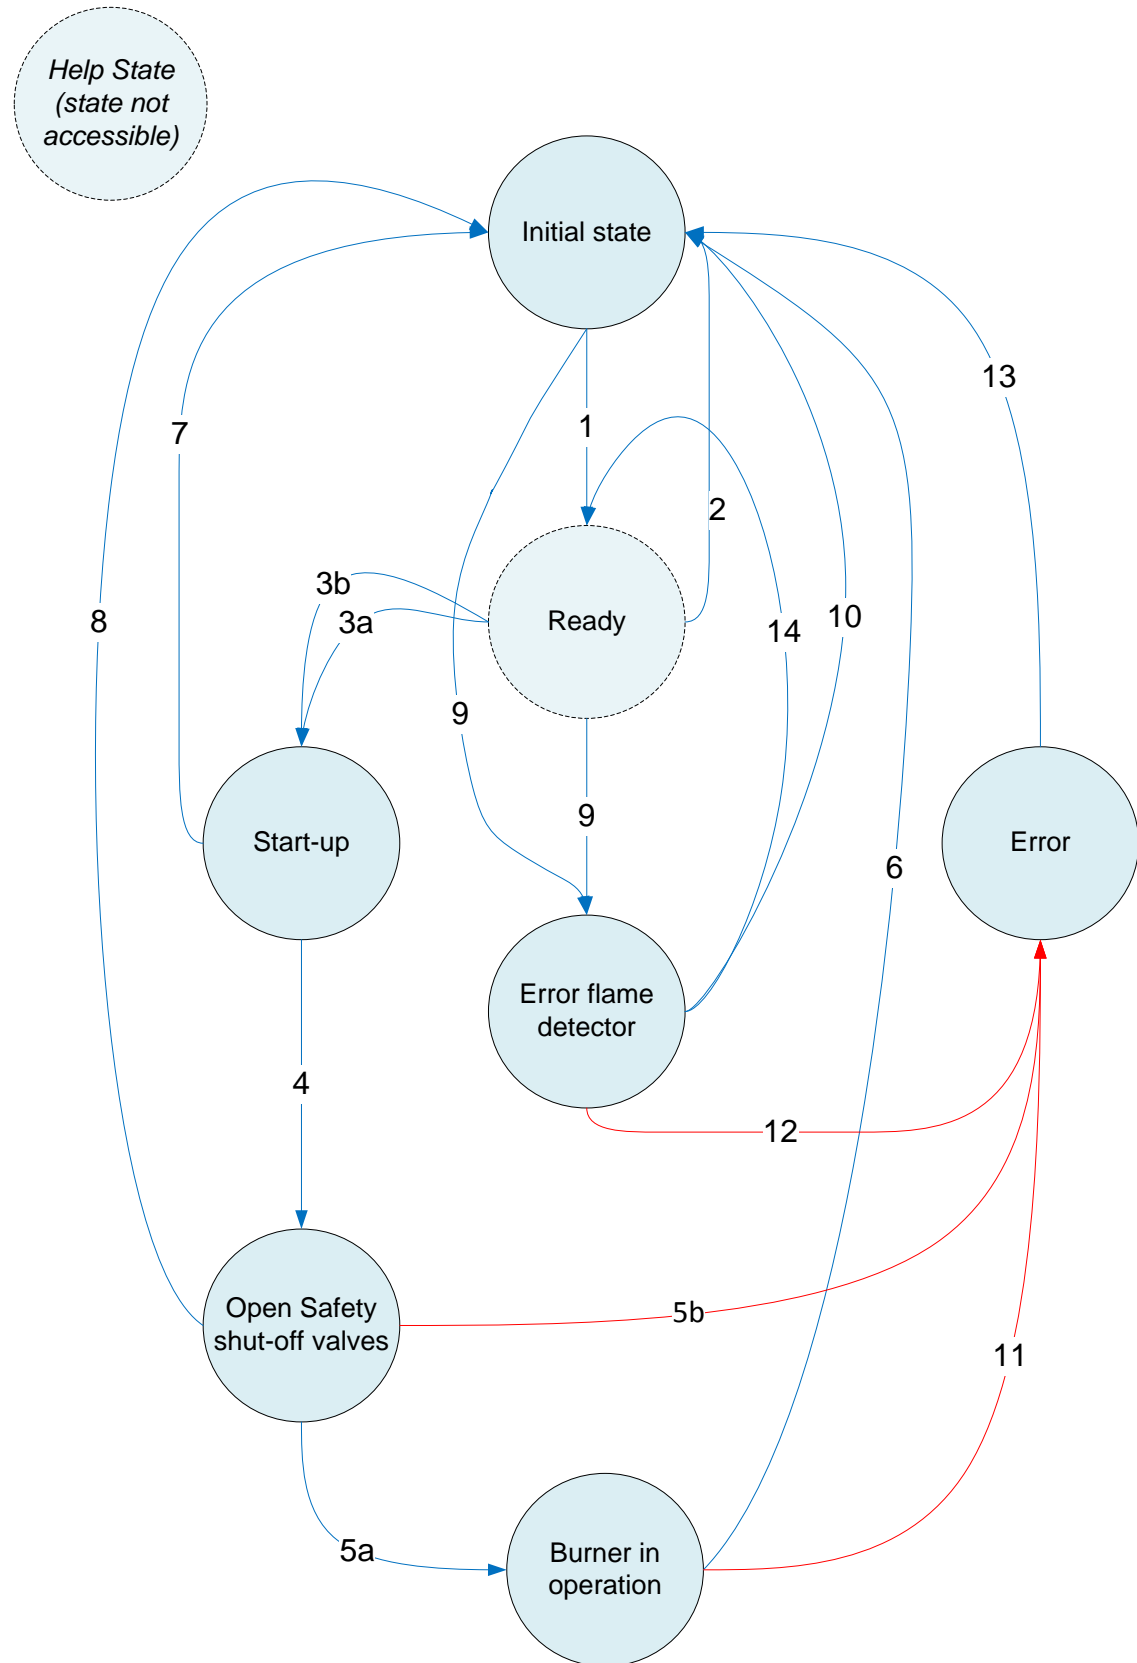 Help State
(state not
accessible)
Initial state
13
1
7
2
3b
3a
8
14
10
9
Ready
9
Start-up
6
Error
Error flame
detector
4
12
Open Safety
shut-off valves
5b
11
5a
Burner in
operation